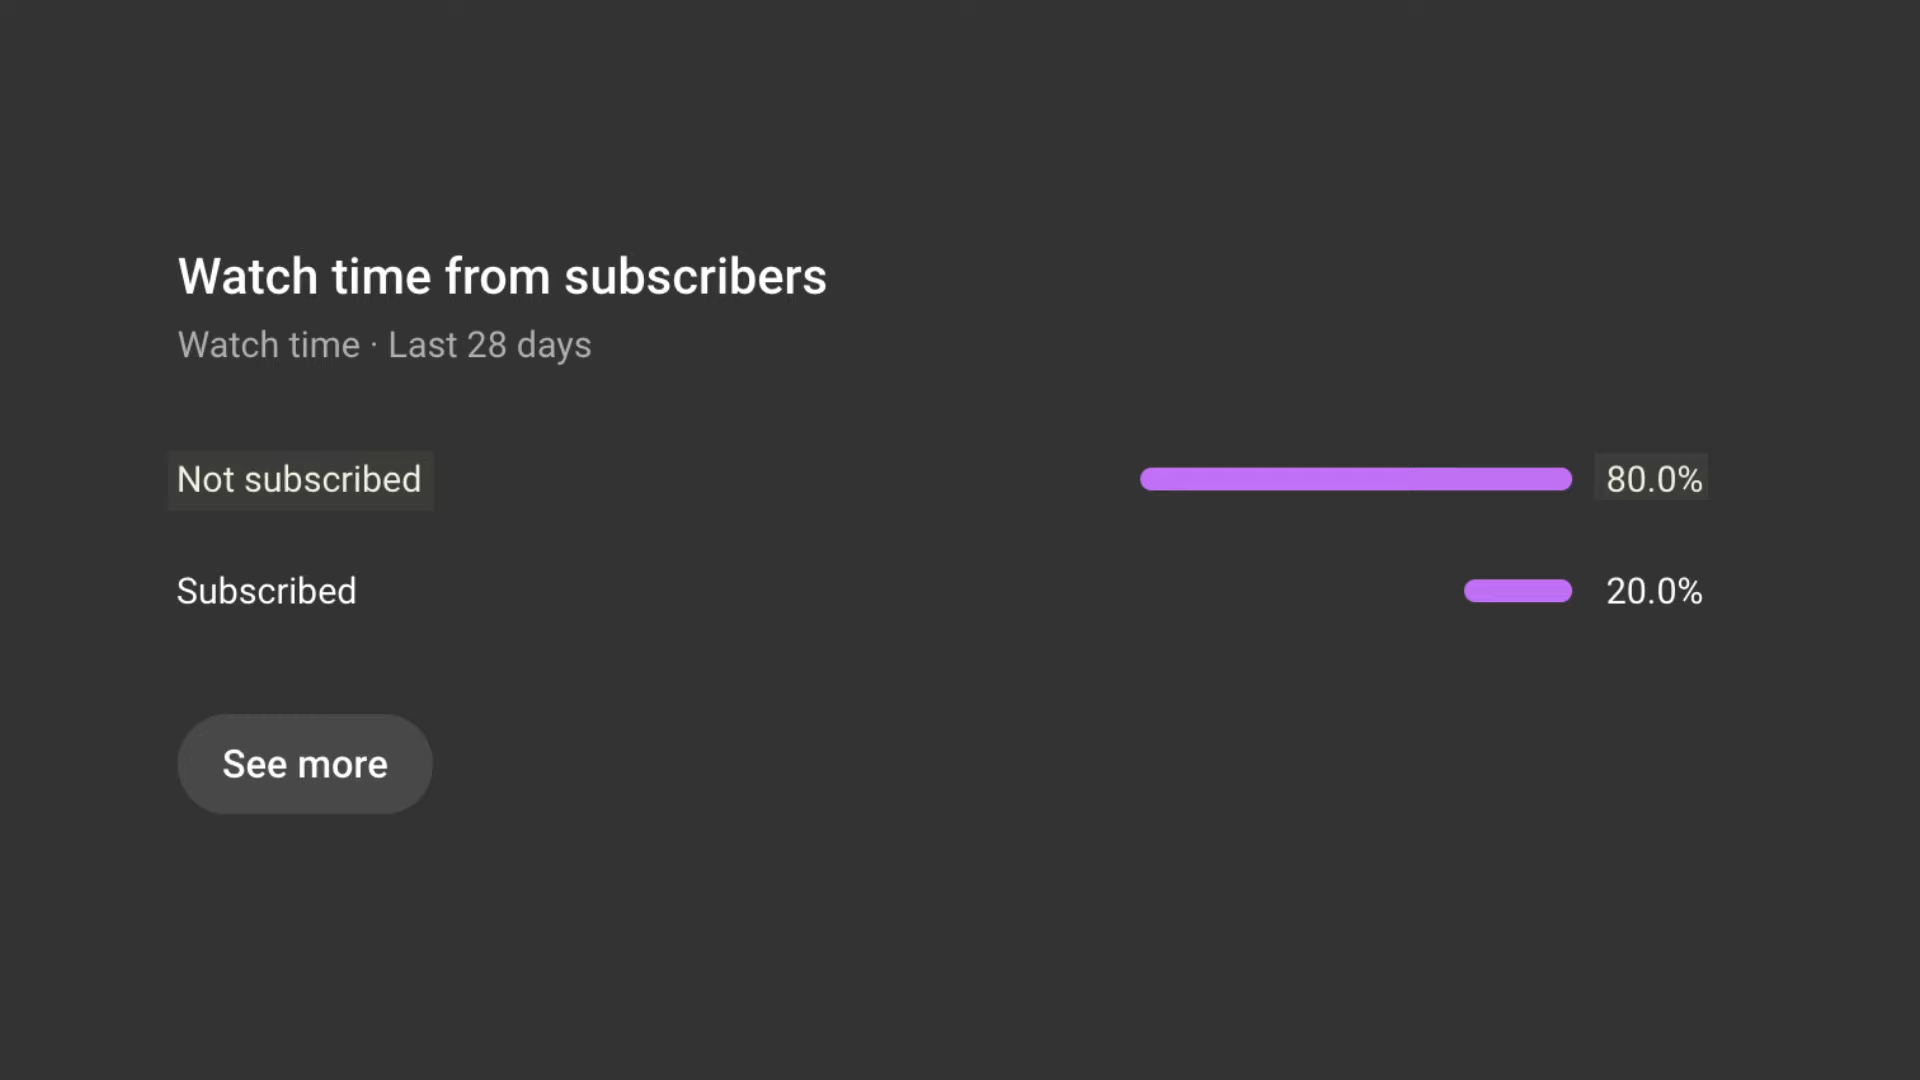 Watch time from subscribers
Watch time · Last 28 days
Not subscribed 80.0%
Subscribed 20.0%
See more